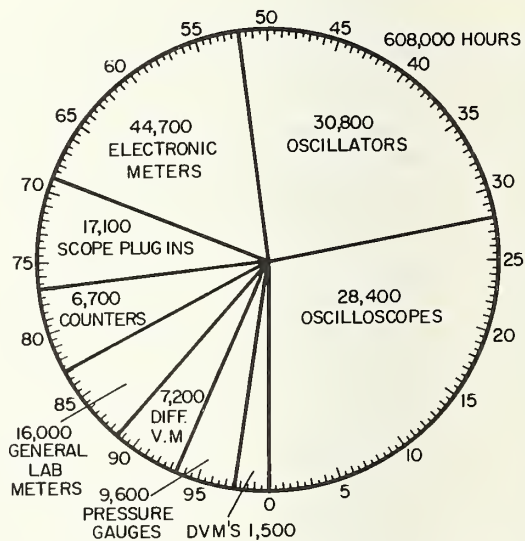 50
55
45
608,000 HOURS
60
40
65
35
44,700
ELECTRONIC
METERS
30,800
OSCILLATORS
70
30
17,100
SCOPE PLUG INS
75
25
6,700
COUNTERS
28,400
OSCILLOSCOPES
80
20
85
15
16,000
GENERAL
LAB
METERS
7,200
DIFF.
V.M
90
10
9,600
PRESSURE
GAUGES
95
0
5
DVM'S 1,500